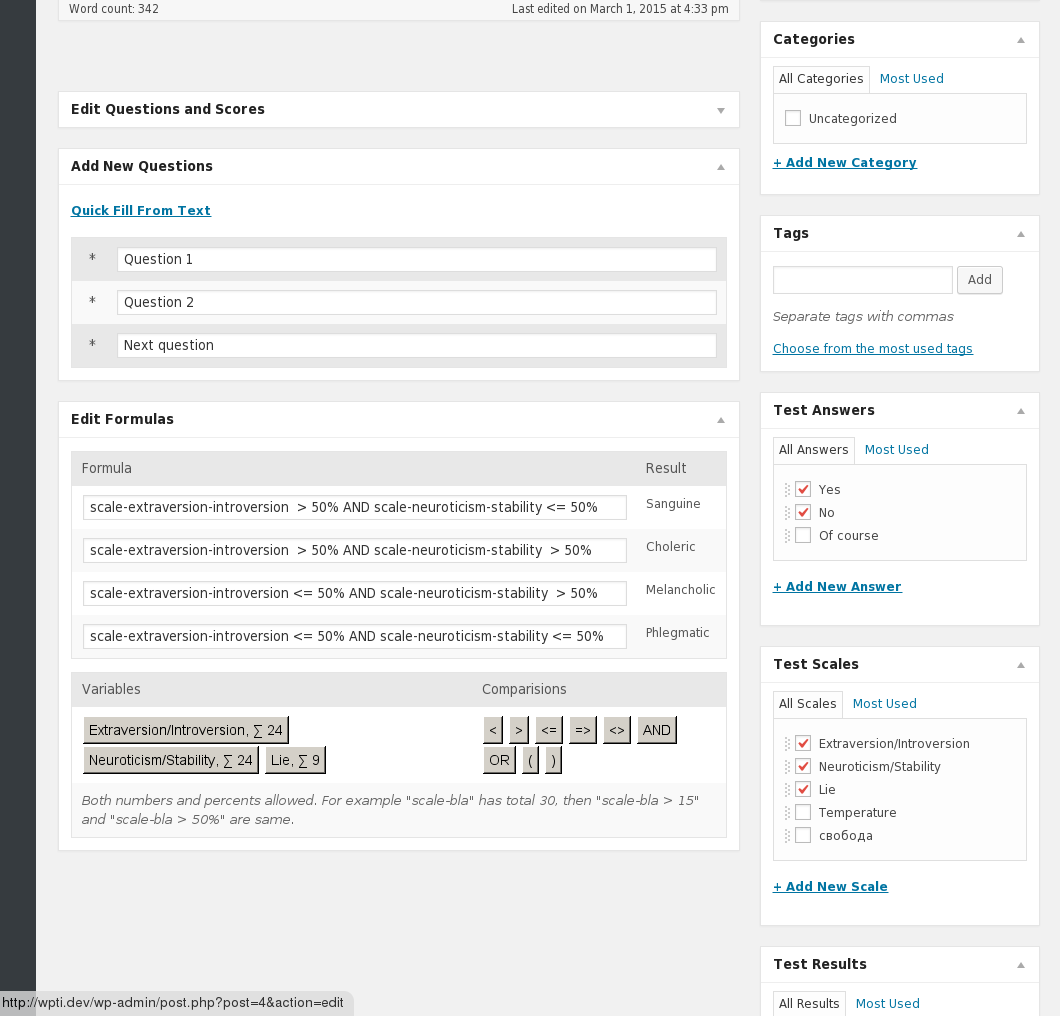 Word count: 342
Last edited on March 1, 2015 at 4:33 pm
Edit Questions and Scores
Add New Questions
Quick Fill From Text
* Question 1
* Question 2
* Next question
Edit Formulas
Formula Result
scale-extraversion-introversion  > 50% AND scale-neuroticism-stability <= 50% Sanguine
scale-extraversion-introversion  > 50% AND scale-neuroticism-stability  > 50% Choleric
scale-extraversion-introversion <= 50% AND scale-neuroticism-stability  > 50% Melancholic
scale-extraversion-introversion <= 50% AND scale-neuroticism-stability <= 50% Phlegmatic
Variables Comparisions
Extraversion/Introversion, ∑ 24 < > <= => <> AND
Neuroticism/Stability, ∑ 24 Lie, ∑ 9 OR ( )
Both numbers and percents allowed. For example "scale-bla" has total 30, then "scale-bla > 15"
and "scale-bla > 50%" are same.
Categories
All Categories Most Used
Uncategorized
+ Add New Category
Tags
Add
Separate tags with commas
Choose from the most used tags
Test Answers
All Answers Most Used
Yes
No
Of course
+ Add New Answer
Test Scales
All Scales Most Used
Extraversion/Introversion
Neuroticism/Stability
Lie
Temperature
свобода
+ Add New Scale
Test Results
All Results Most Used
http://wpti.dev/wp-admin/post.php?post=4&action=edit